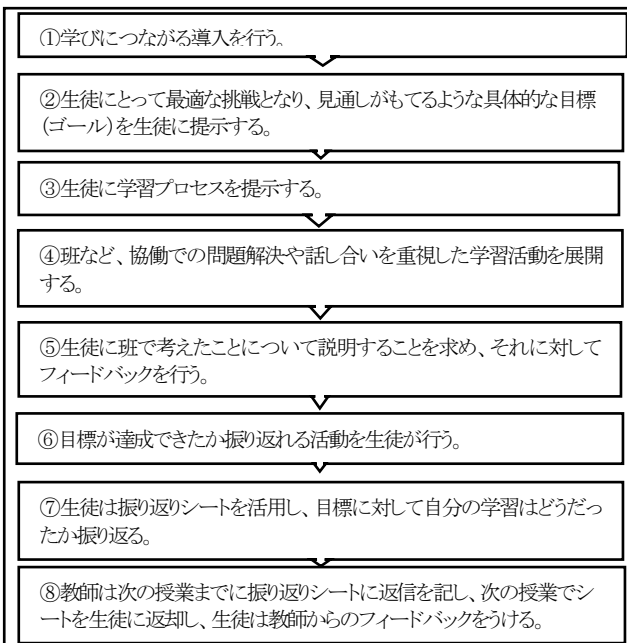 ①学びにつながる導入を行う。
②生徒にとって最適な挑戦となり、見通しがもてるような具体的な目標
(ゴール)を生徒に提示する。
③生徒に学習プロセスを提示する。
④班など、協働での問題解決や話し合いを重視した学習活動を展開
する。
⑤生徒に班で考えたことについて説明することを求め、それに対して
フィードバックを行う。
⑥目標が達成できたか振り返れる活動を生徒が行う。
⑦生徒は振り返りシートを活用し、目標に対して自分の学習はどうだっ
たか振り返る。
⑧教師は次の授業までに振り返りシートに返信を記し、次の授業でシ
ートを生徒に返却し、生徒は教師からのフィードバックをうける。